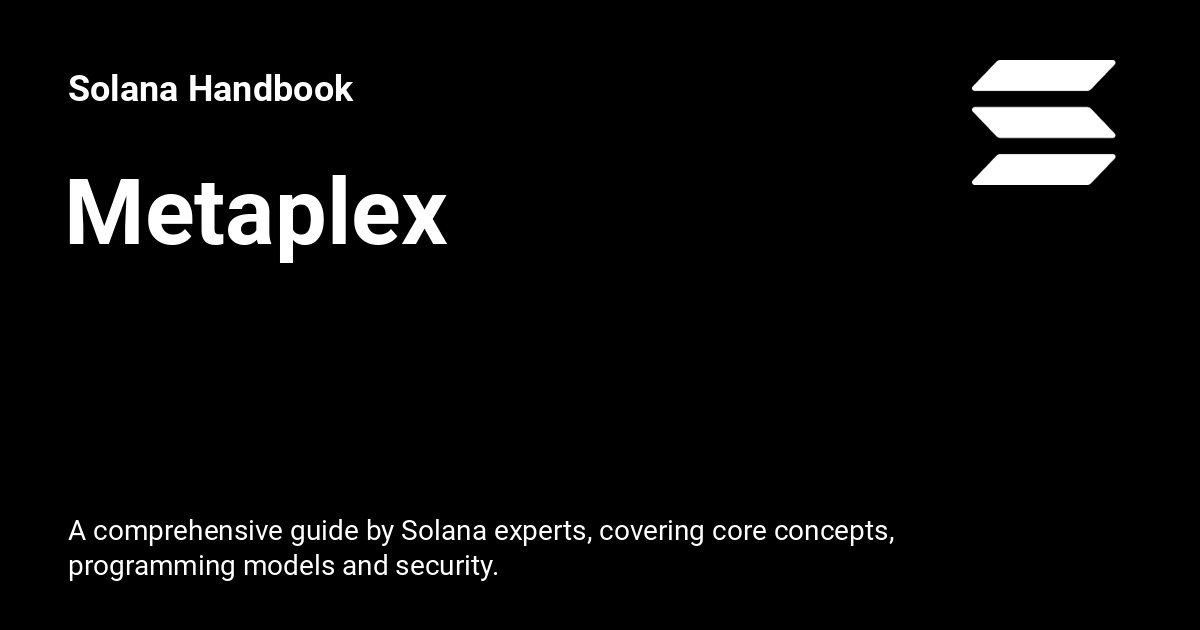 Solana Handbook
Metaplex
A comprehensive guide by Solana experts, covering core concepts,
programming models and security.